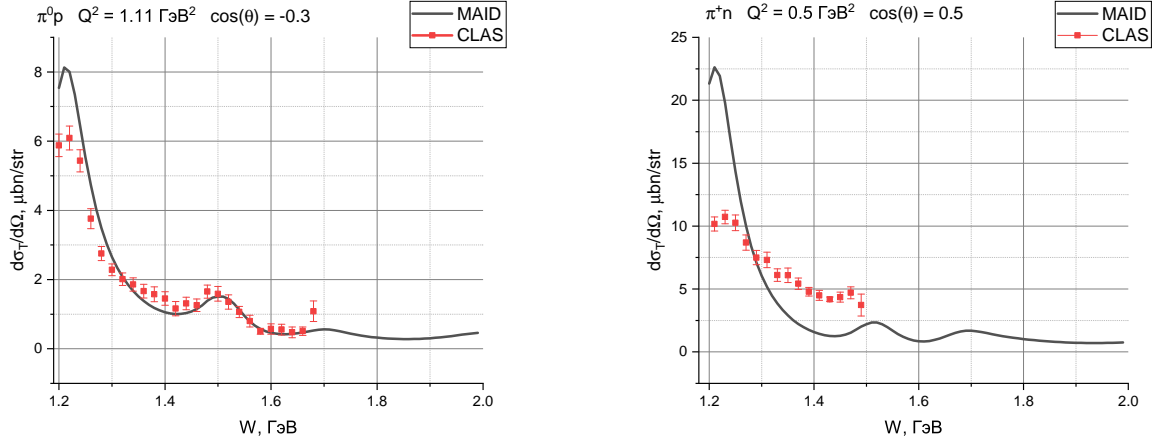 π⁰p Q² = 1.11 ГэВ² cos(θ) = -0.3
MAID
CLAS
8
6
4
2
0
dσ_T/dΩ, μbn/str
1.2 1.4 1.6 1.8 2.0
W, ГэВ
π⁺n Q² = 0.5 ГэВ² cos(θ) = 0.5
MAID
CLAS
25
20
15
10
5
0
dσ_T/dΩ, μbn/str
1.2 1.4 1.6 1.8 2.0
W, ГэВ